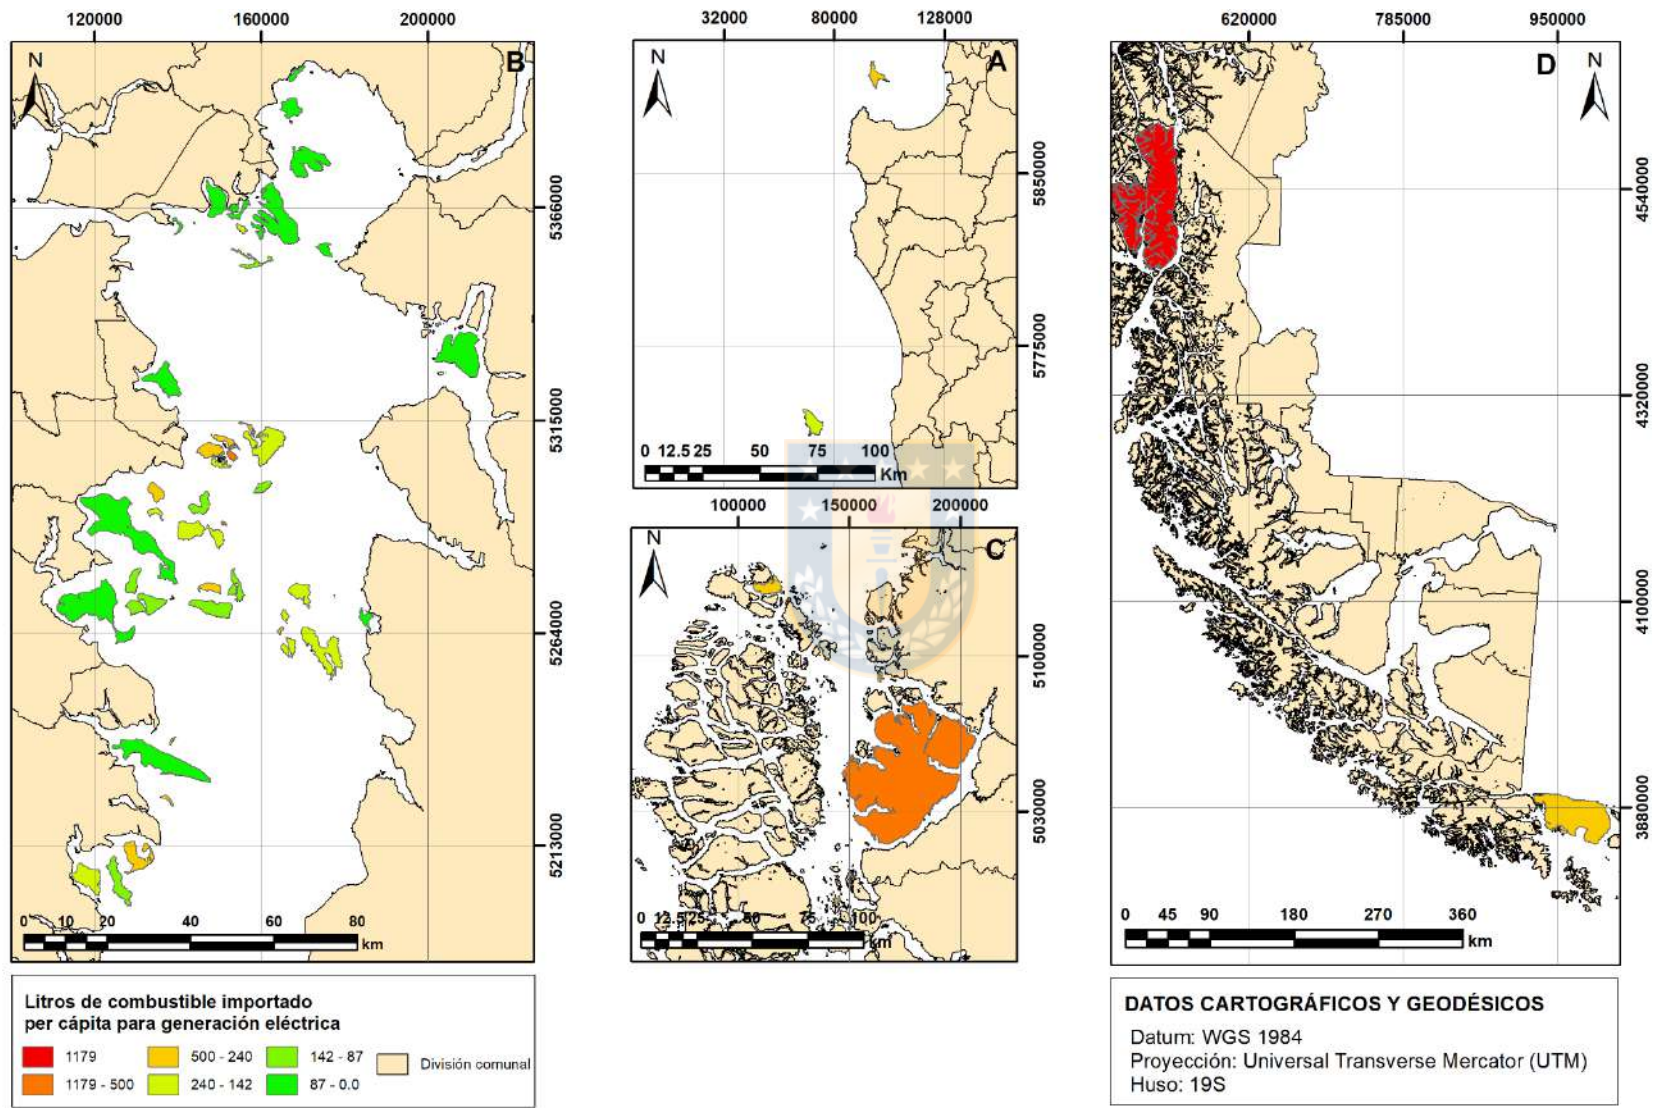 120000 160000 200000
N
B
5366000
5315000
5264000
5213000
0 10 20 40 60 80
km
32000 80000 128000
N
A
5850000
5775000
0 12.5 25 50 75 100
Km
100000 150000 200000
N
C
5100000
5030000
0 12.5 25 50 75 100
km
620000 785000 950000
N
D
4540000
4320000
4100000
3880000
0 45 90 180 270 360
km
Litros de combustible importado
per cápita para generación eléctrica
1179 500 - 240 142 - 87
División comunal
1179 - 500 240 - 142 87 - 0.0
DATOS CARTOGRÁFICOS Y GEODÉSICOS
Datum: WGS 1984
Proyección: Universal Transverse Mercator (UTM)
Huso: 19S